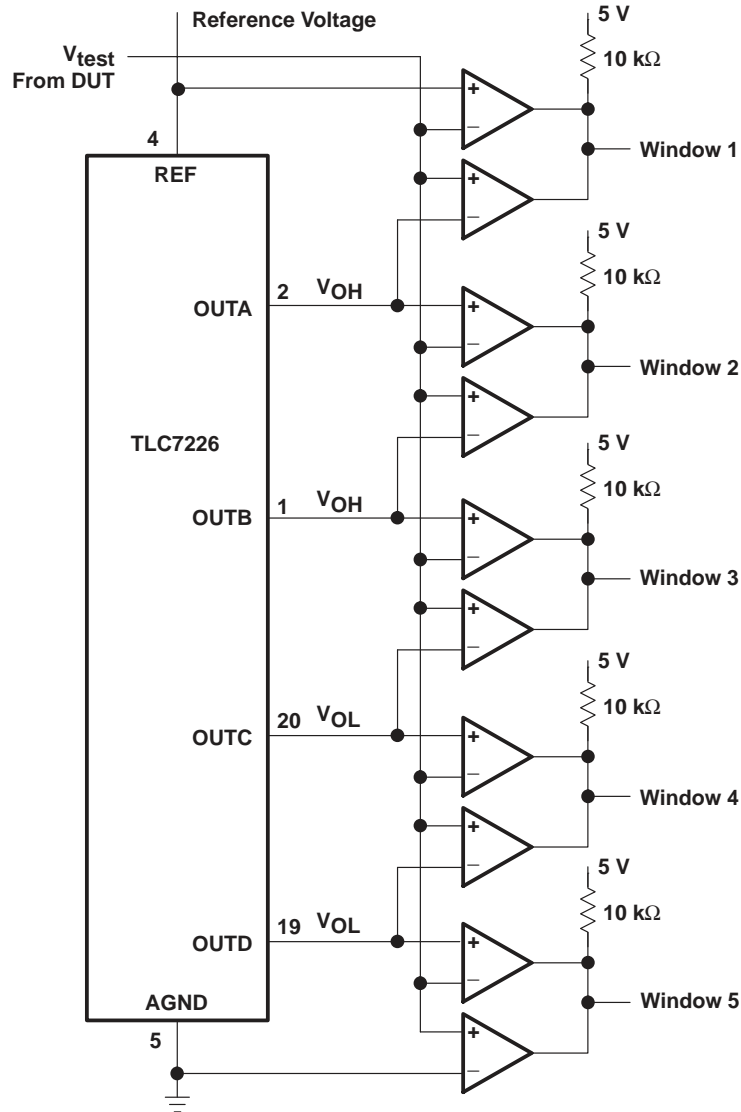 Reference Voltage
Vtest
From DUT
4
REF
5 V
10 kΩ
+
−
Window 1
+
−
5 V
10 kΩ
OUTA
2
VOH
+
−
Window 2
+
−
TLC7226
5 V
10 kΩ
OUTB
1
VOH
+
−
Window 3
+
−
5 V
10 kΩ
OUTC
20
VOL
+
−
Window 4
+
−
5 V
10 kΩ
OUTD
19
VOL
+
−
Window 5
+
−
AGND
5